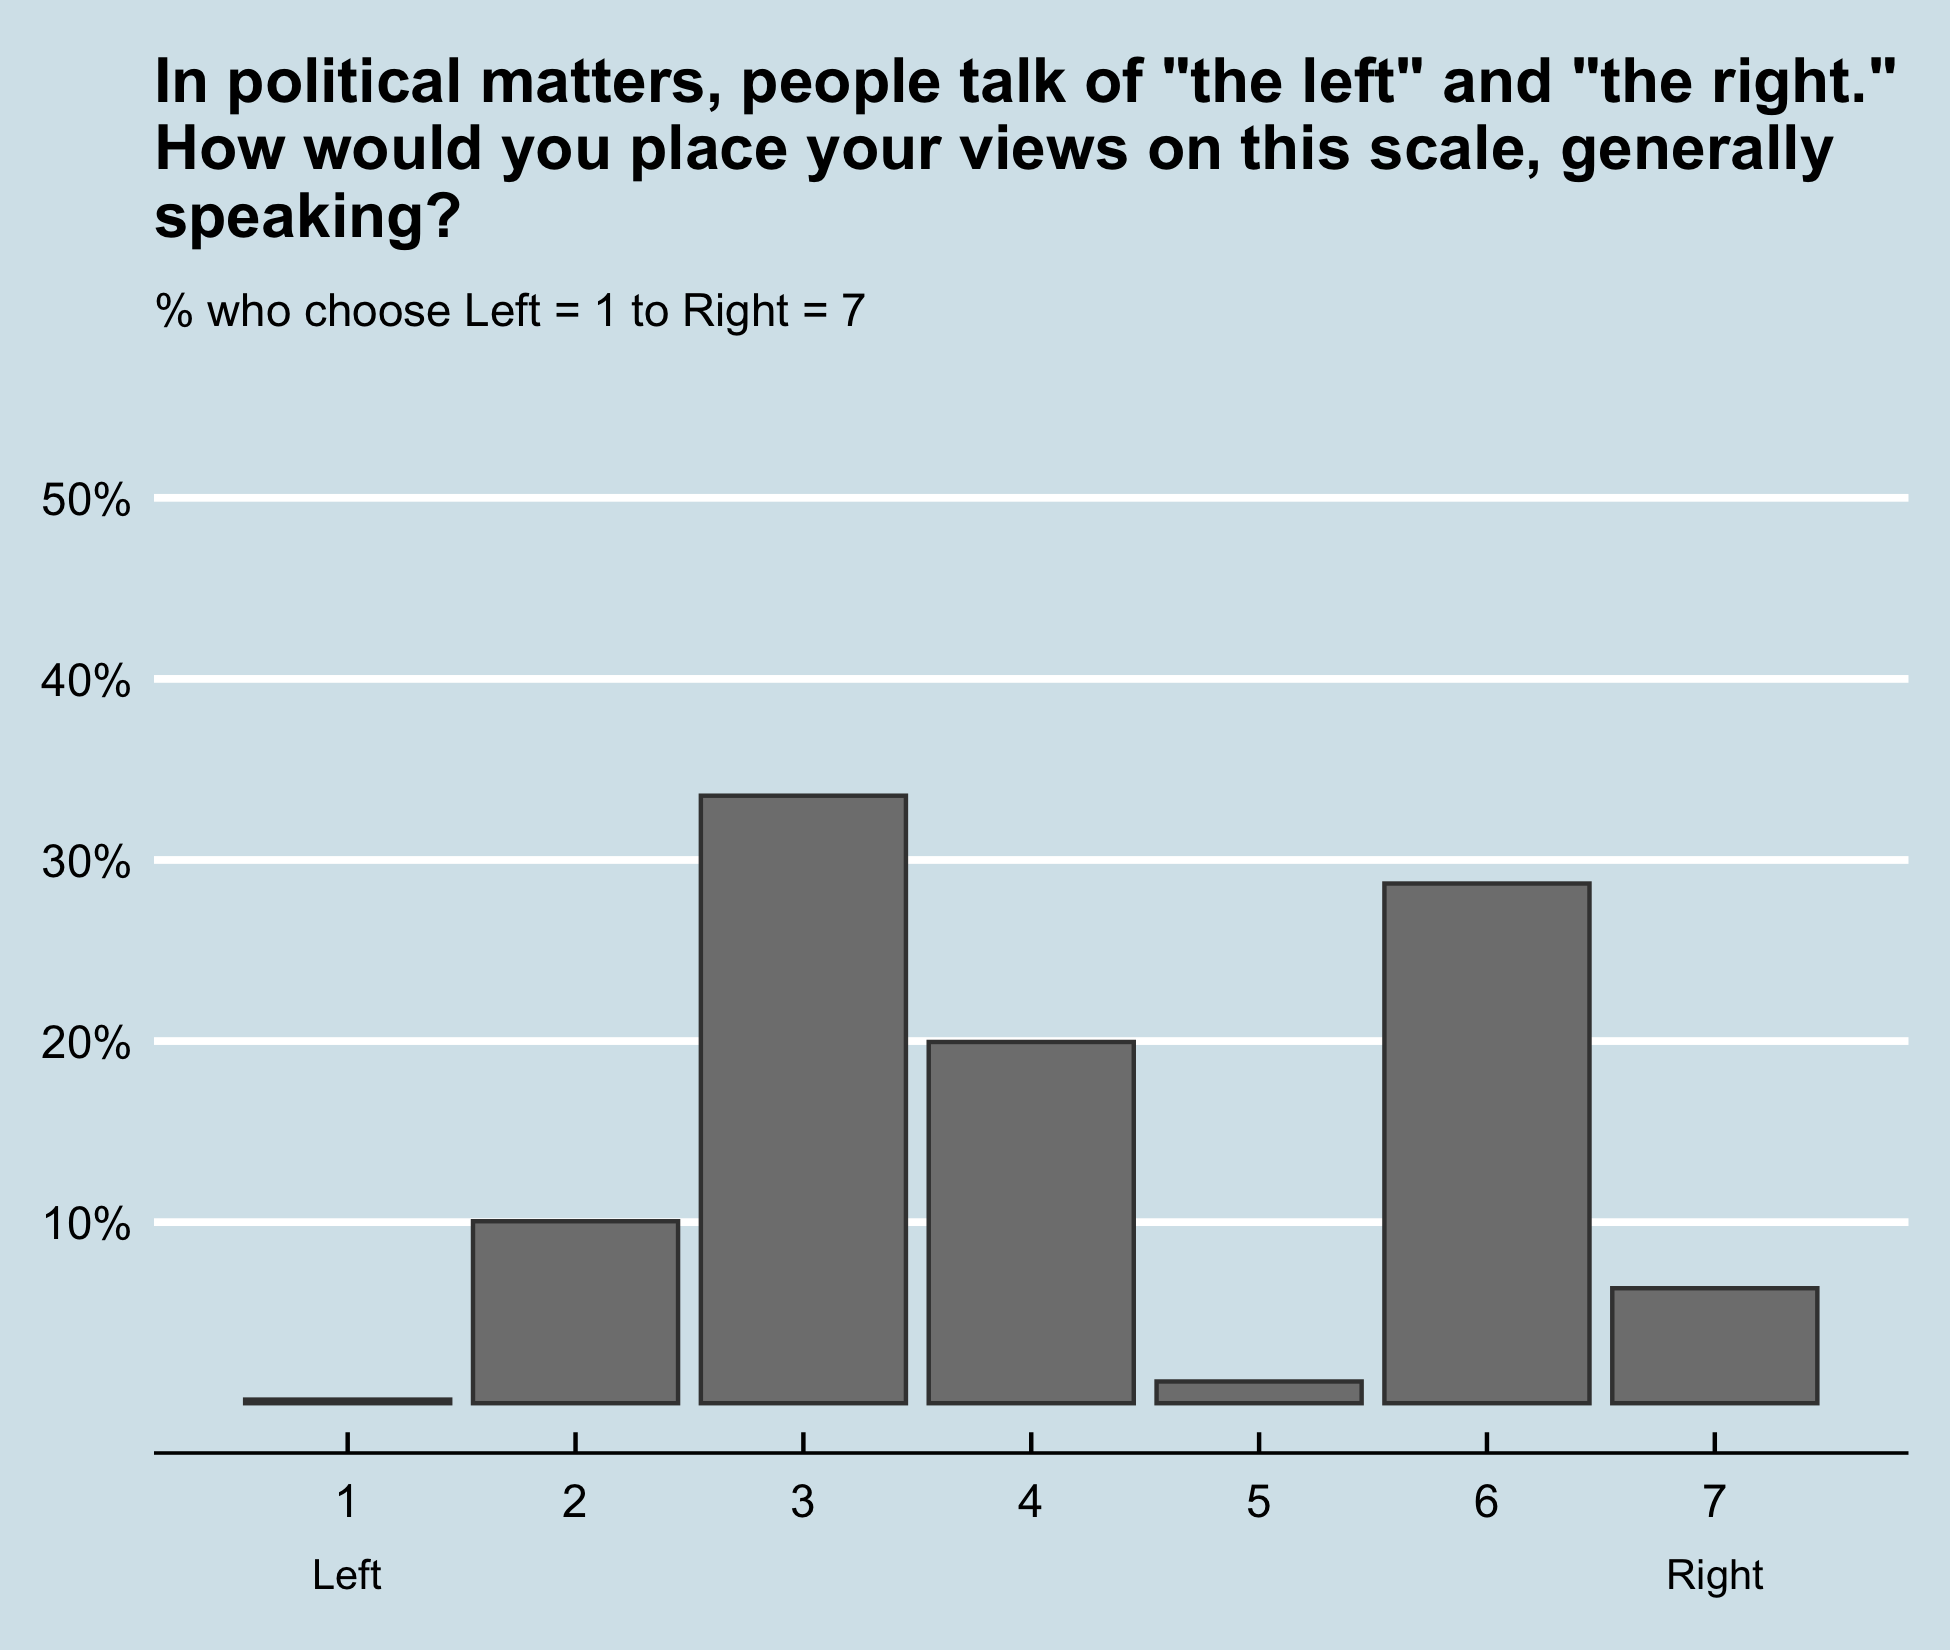 In political matters, people talk of "the left" and "the right."
How would you place your views on this scale, generally
speaking?
% who choose Left = 1 to Right = 7
50%
40%
30%
20%
10%
1 2 3 4 5 6 7
Left Right